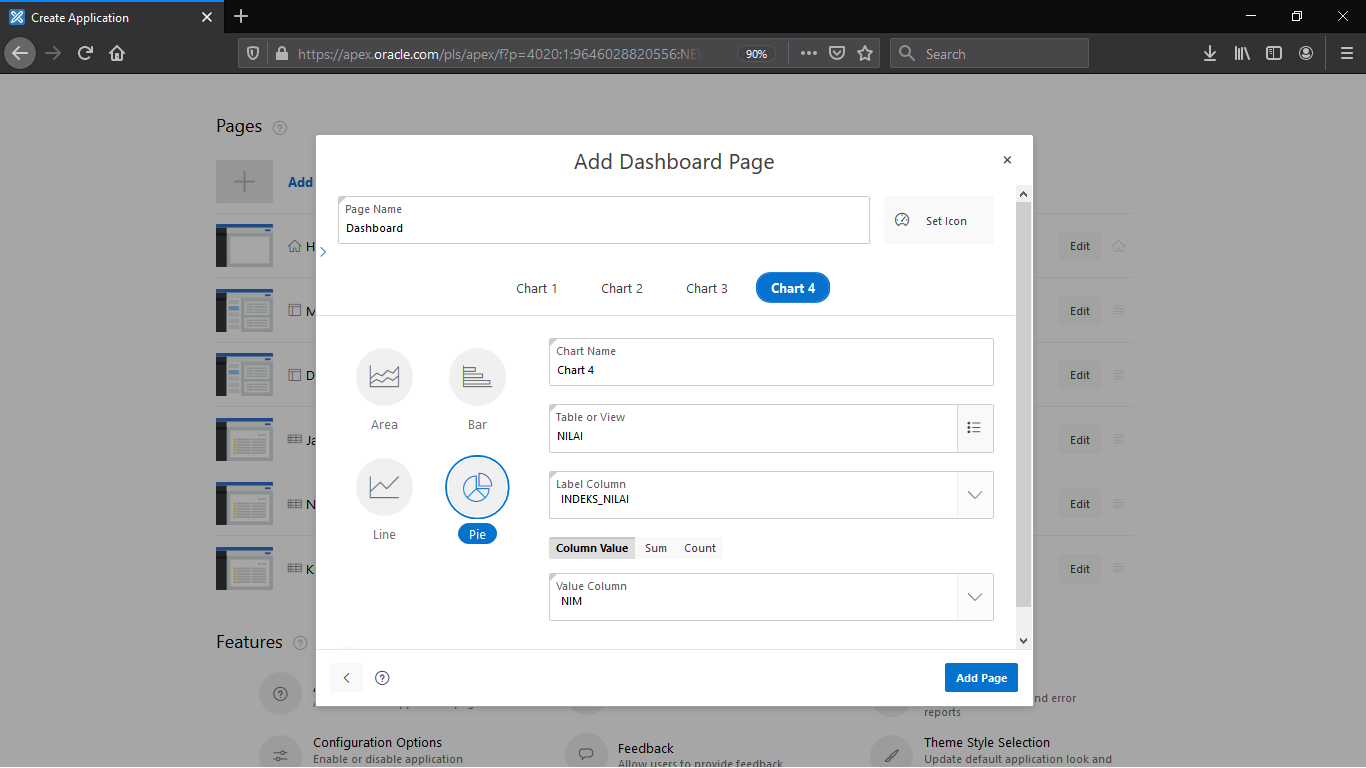 Create Application
https://apex.oracle.com/pls/apex/f?p=4020:1:9646028820556:NE
90%
Search
Pages
Add
Add Dashboard Page
Page Name
Dashboard
Set Icon
H
Edit
Chart 1
Chart 2
Chart 3
Chart 4
M
Edit
Chart Name
Chart 4
Area
Bar
D
Edit
Table or View
NILAI
Ja
Edit
Label Column
INDEKS_NILAI
Line
Pie
N
Edit
Column Value
Sum
Count
K
Edit
Value Column
NIM
Features
Add Page
nd error
reports
Configuration Options
Enable or disable application
Feedback
Allow users to provide feedback
Theme Style Selection
Update default application look and